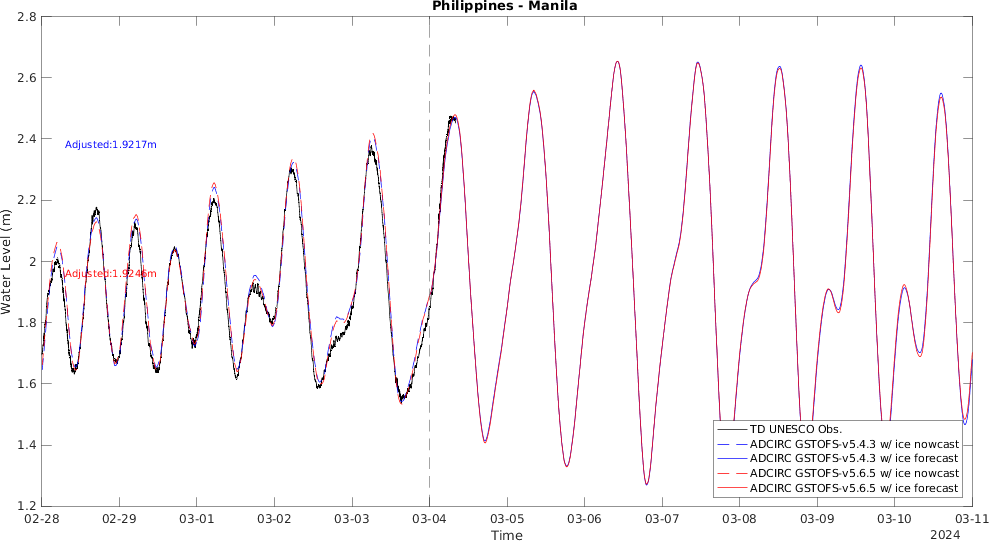 Philippines - Manila
2.8
2.6
2.4
2.2
2
1.8
1.6
1.4
1.2
Water Level (m)
Adjusted:1.9217m
Adjusted:1.9246m
TD UNESCO Obs.
ADCIRC GSTOFS-v5.4.3 w/ ice nowcast
ADCIRC GSTOFS-v5.4.3 w/ ice forecast
ADCIRC GSTOFS-v5.6.5 w/ ice nowcast
ADCIRC GSTOFS-v5.6.5 w/ ice forecast
02-28 02-29 03-01 03-02 03-03 03-04 03-05 03-06 03-07 03-08 03-09 03-10 03-11
Time
2024